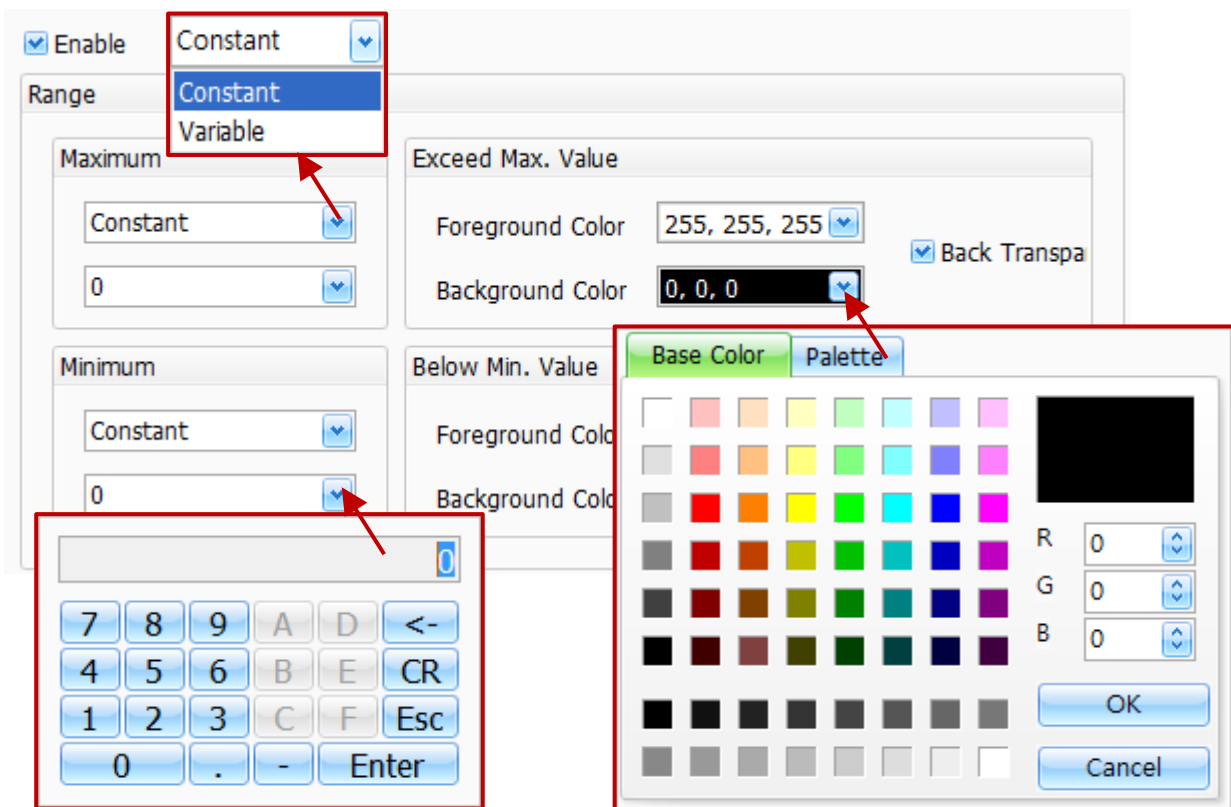 Enable
Constant
Constant
Variable
Range
Maximum
Constant
0
Exceed Max. Value
Foreground Color 255, 255, 255
Background Color 0, 0, 0
Back Transpa
Minimum
Constant
0
Below Min. Value
Foreground Colo
Background Colo
0
7 8 9 A D <-
4 5 6 B E CR
1 2 3 C F Esc
0 . - Enter
Base Color Palette
R 0
G 0
B 0
OK
Cancel